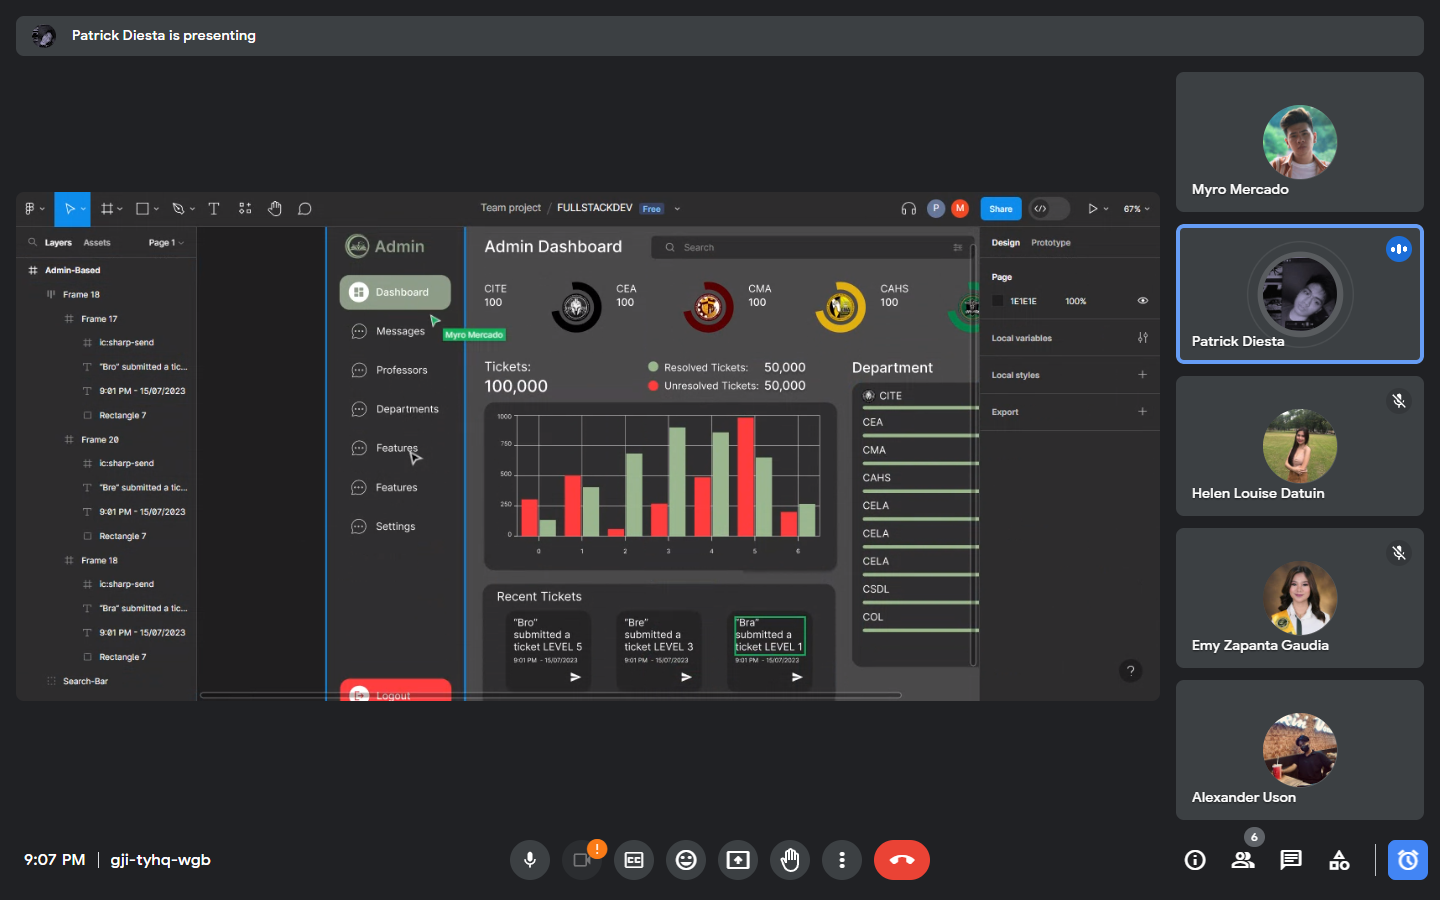 Patrick Diesta is presenting
Team project / FULLSTACKDEV Free
P
M
Share
67%
Layers
Assets
Page 1
Admin-Based
Frame 18
Frame 17
ic:sharp-send
"Bro" submitted a tic...
9:01 PM - 15/07/2023
Rectangle 7
Frame 20
ic:sharp-send
"Bre" submitted a tic...
9:01 PM - 15/07/2023
Rectangle 7
Frame 18
ic:sharp-send
"Bra" submitted a tic...
9:01 PM - 15/07/2023
Rectangle 7
Search-Bar
Admin
Dashboard
Myro Mercado
Messages
Professors
Departments
Features
Features
Settings
Logout
Admin Dashboard
Search
CITE
100
CEA
100
CMA
100
CAHS
100
Tickets:
100,000
Resolved Tickets: 50,000
Unresolved Tickets: 50,000
1000
750
500
250
0
0 1 2 3 4 5 6
Department
CITE
CEA
CMA
CAHS
CELA
CELA
CELA
CSDL
COL
Recent Tickets
"Bro"
submitted a
ticket LEVEL 5
9:01 PM - 15/07/2023
"Bre"
submitted a
ticket LEVEL 3
9:01 PM - 15/07/2023
"Bra"
submitted a
ticket LEVEL 1
9:01 PM - 15/07/2023
Design
Prototype
Page
1E1E1E 100%
Local variables
Local styles
Export
?
Myro Mercado
Patrick Diesta
Helen Louise Datuin
Emy Zapanta Gaudia
Alexander Uson
9:07 PM | gji-tyhq-wgb
!
CC
6